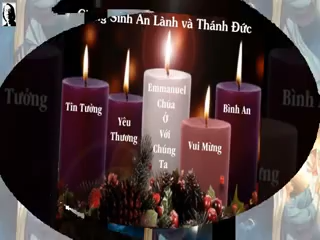 Sinh An Lành và Thánh Đức
Tin Tưởng
Yêu
Thương
Emmanuel
Chúa
Ở
Với
Chúng
Ta
Vui Mừng
Bình An
Tưởng
Bình